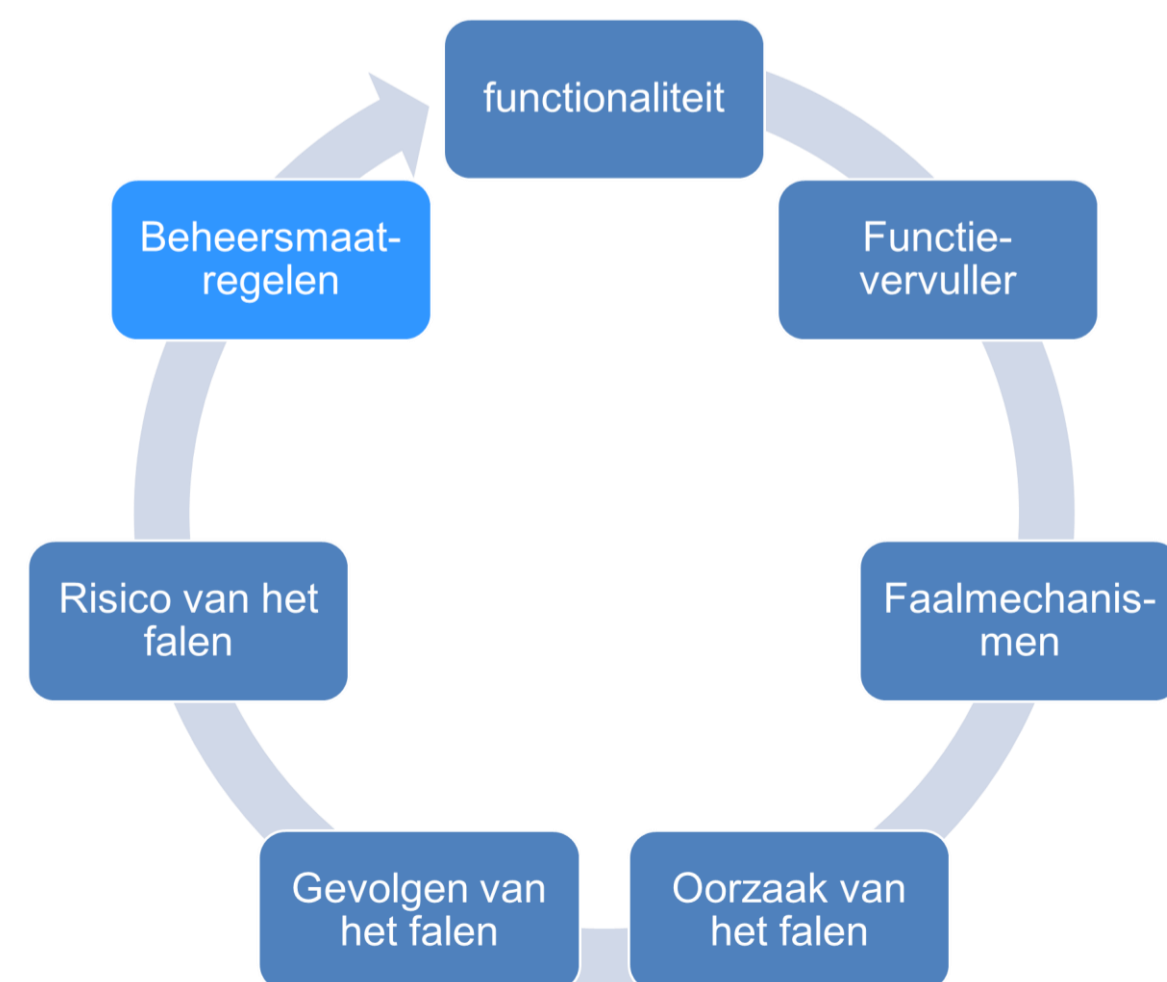 functionaliteit
Functie-
vervuller
Faalmechanis-
men
Oorzaak van
het falen
Gevolgen van
het falen
Risico van het
falen
Beheersmaat-
regelen